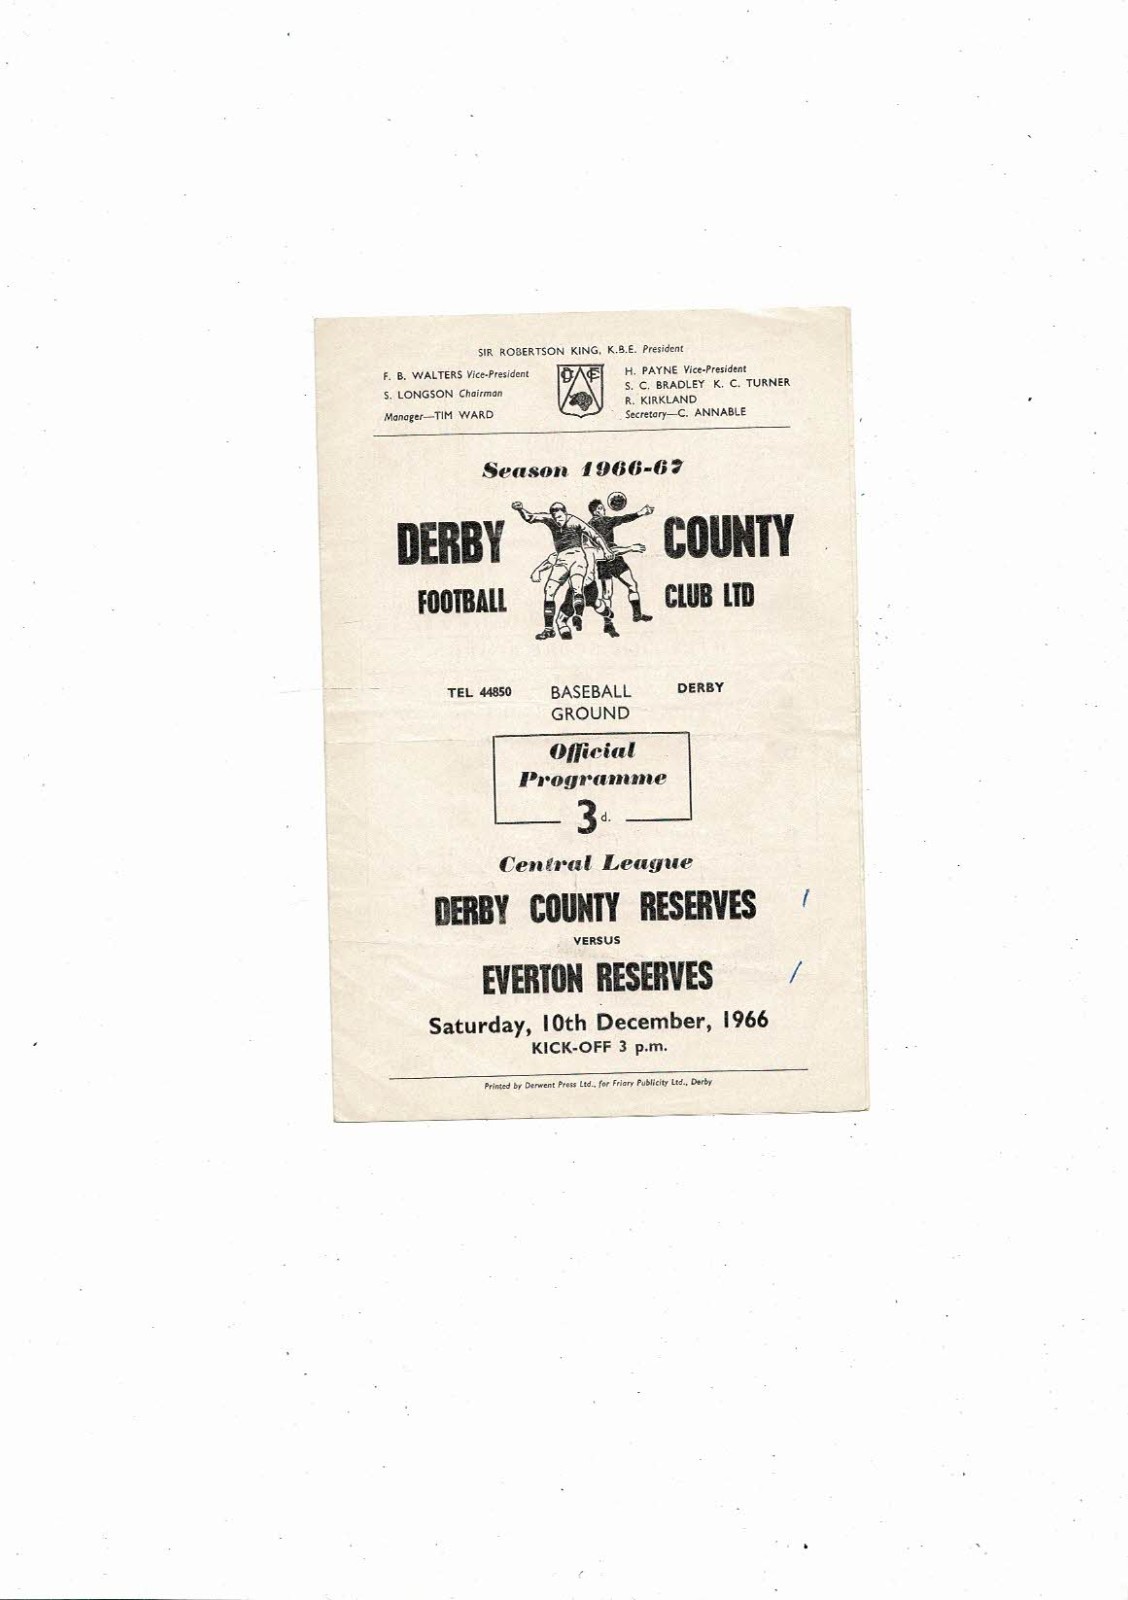 SIR ROBERTSON KING, K.B.E. President
F. B. WALTERS Vice-President
S. LONGSON Chairman
Manager—TIM WARD
D C F C
H. PAYNE Vice-President
S. C. BRADLEY K. C. TURNER
R. KIRKLAND
Secretary—C. ANNABLE
Season 1966-67
DERBY COUNTY
FOOTBALL CLUB LTD
TEL 44850 BASEBALL GROUND DERBY
Official
Programme
3d.
Central League
DERBY COUNTY RESERVES /
VERSUS
EVERTON RESERVES /
Saturday, 10th December, 1966
KICK-OFF 3 p.m.
Printed by Derwent Press Ltd., for Friary Publicity Ltd., Derby